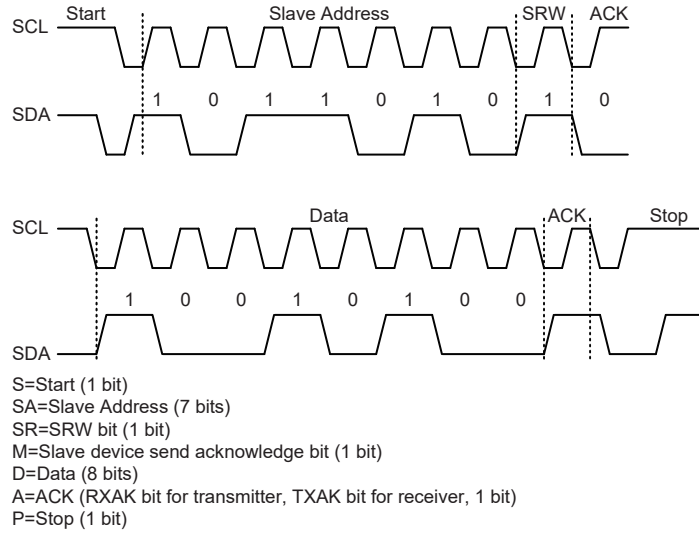 Start Slave Address SRW ACK
SCL
1 0 1 1 0 1 0 1 0
SDA
Data ACK Stop
SCL
1 0 0 1 0 1 0 0
SDA
S=Start (1 bit)
SA=Slave Address (7 bits)
SR=SRW bit (1 bit)
M=Slave device send acknowledge bit (1 bit)
D=Data (8 bits)
A=ACK (RXAK bit for transmitter, TXAK bit for receiver, 1 bit)
P=Stop (1 bit)